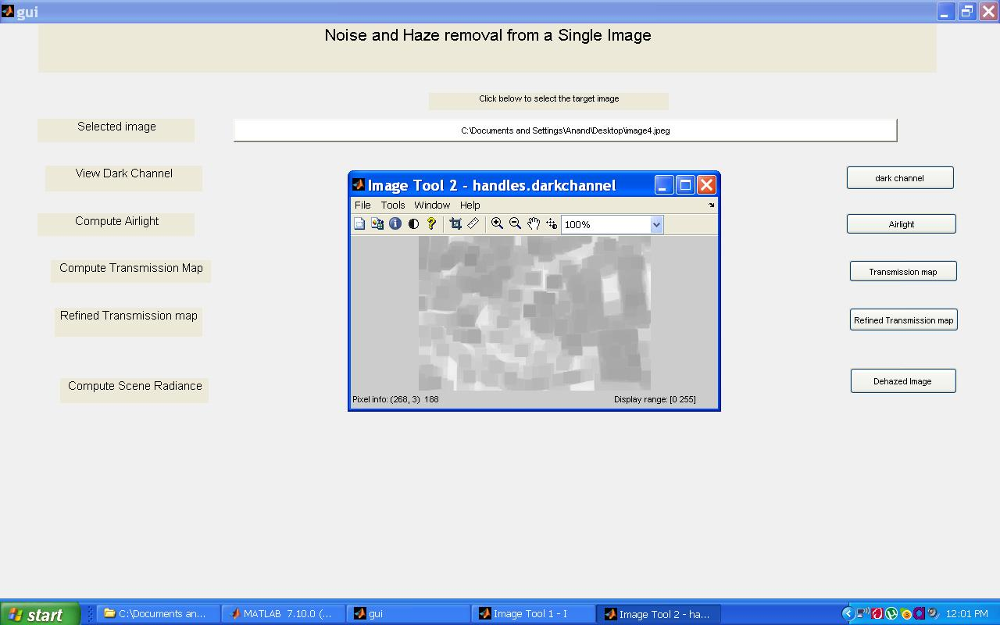 gui
Noise and Haze removal from a Single Image
Click below to select the target image
Selected image
C:\Documents and Settings\Anand\Desktop\image4.jpeg
View Dark Channel
dark channel
Image Tool 2 - handles.darkchannel
File Tools Window Help
100%
Compute Airlight
Airlight
Compute Transmission Map
Transmission map
Refined Transmission map
Refined Transmission map
Compute Scene Radiance
Dehazed Image
Pixel info: (268, 3) 188
Display range: [0 255]
start
C:\Documents an...
MATLAB 7.10.0 (...
gui
Image Tool 1 - I
Image Tool 2 - ha...
12:01 PM